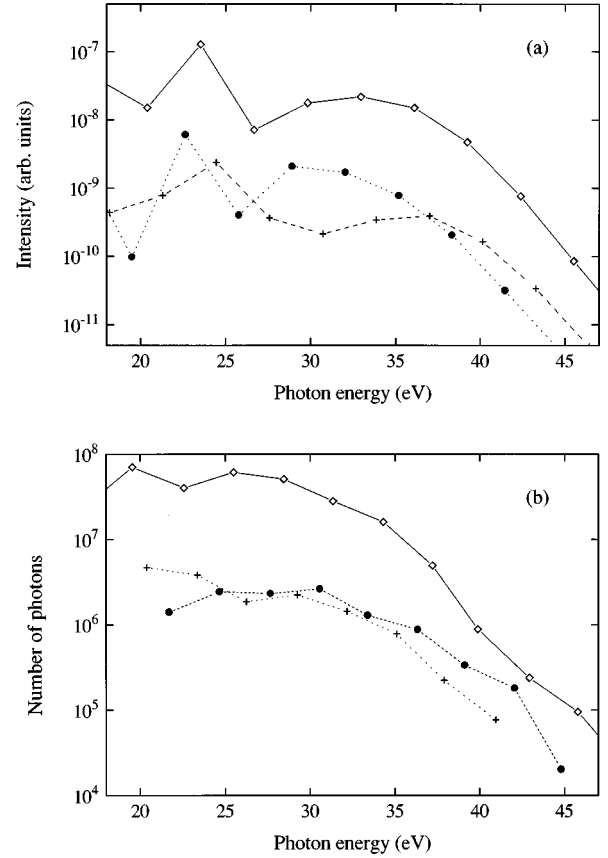 (a)
Intensity (arb. units)
10⁻⁷
10⁻⁸
10⁻⁹
10⁻¹⁰
10⁻¹¹
20 25 30 35 40 45
Photon energy (eV)
(b)
Number of photons
10⁸
10⁷
10⁶
10⁵
10⁴
20 25 30 35 40 45
Photon energy (eV)